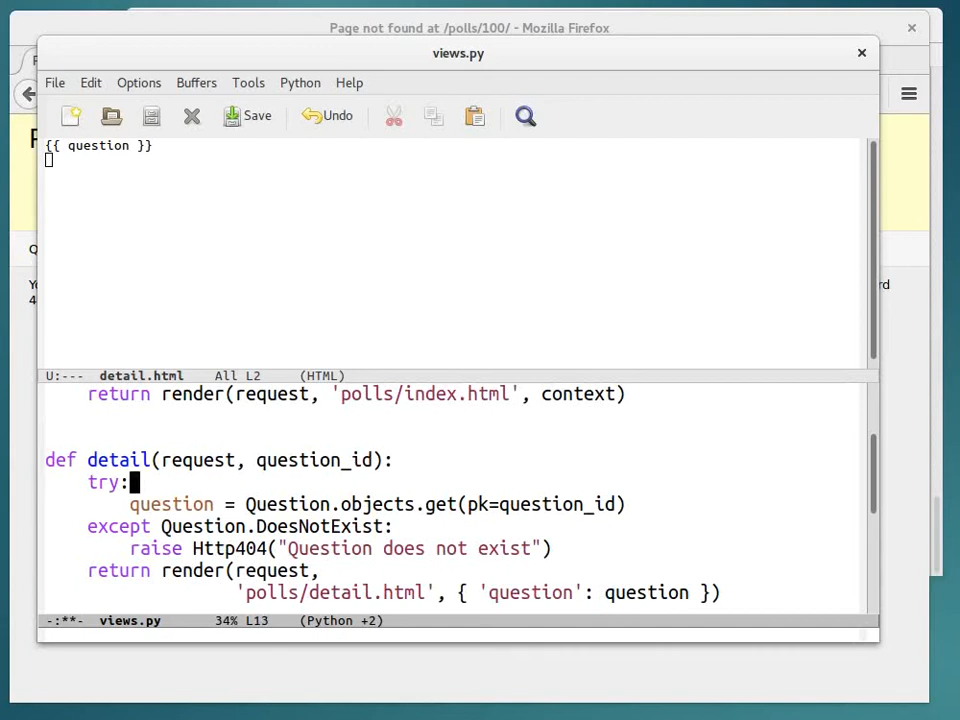 Page not found at /polls/100/ - Mozilla Firefox
views.py
File Edit Options Buffers Tools Python Help
Save Undo
{{ question }}
U:--- detail.html All L2 (HTML)
return render(request, 'polls/index.html', context)
def detail(request, question_id):
try:
question = Question.objects.get(pk=question_id)
except Question.DoesNotExist:
raise Http404("Question does not exist")
return render(request,
'polls/detail.html', { 'question': question })
-:**- views.py 34% L13 (Python +2)